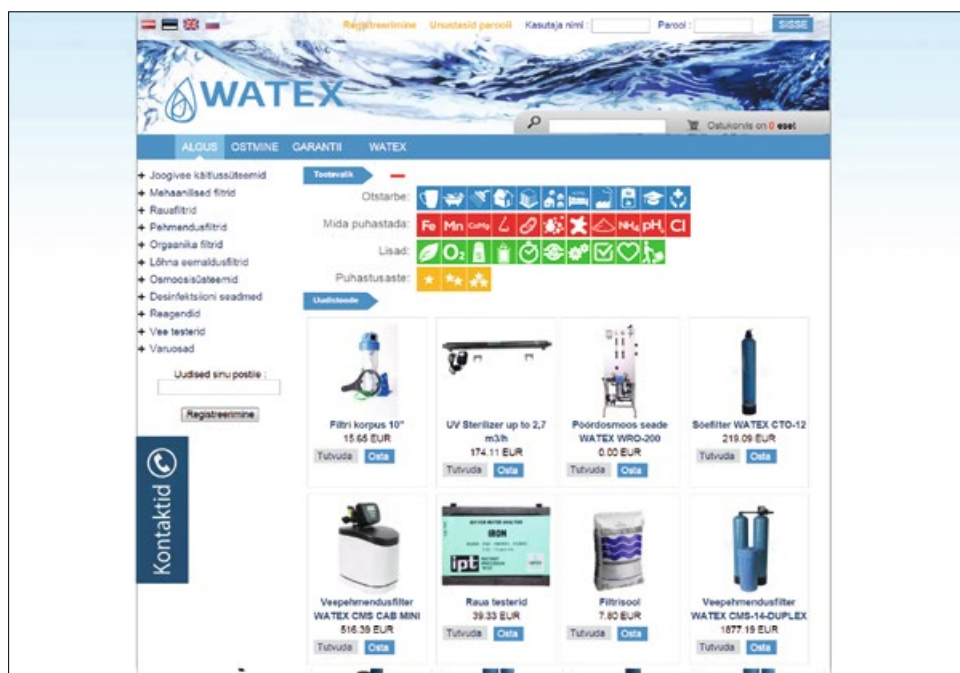 Registreerimine Unustasid parooli Kasutaja nimi : Parool : SISSE
WATEX
Ostukorvis on 0 eset
ALGUS OSTMINE GARANTII WATEX
+ Joogivee käitlussüteemid
+ Mehaanilised filtrid
+ Rauafiltrid
+ Pehmendusfiltrid
+ Orgaanika filtrid
+ Lõhna eemaldusfiltrid
+ Osmoosisüsteemid
+ Desinfektsiioni seadmed
+ Reagendid
+ Vee testerid
+ Varuosad
Uudised sinu postile :
Registreerimine
Kontaktid
Tootevalik
Otstarbe:
Mida puhastada: Fe Mn CaMg NH₄ pH, Cl
Lisad: O₂
Puhastusaste:
Uudistoode
Filtri korpus 10"
15.65 EUR
Tutvuda Osta
UV Sterilizer up to 2,7
m3/h
174.11 EUR
Tutvuda Osta
Pöördosmoos seade
WATEX WRO-200
0.00 EUR
Tutvuda Osta
Söefilter WATEX CTO-12
219.09 EUR
Tutvuda Osta
Veepehmendusfilter
WATEX CMS CAB MINI
516.39 EUR
Tutvuda Osta
IRON
ipt
Raua testerid
39.33 EUR
Tutvuda Osta
Filtrisool
7.80 EUR
Tutvuda Osta
Veepehmendusfilter
WATEX CMS-14-DUPLEX
1877.19 EUR
Tutvuda Osta